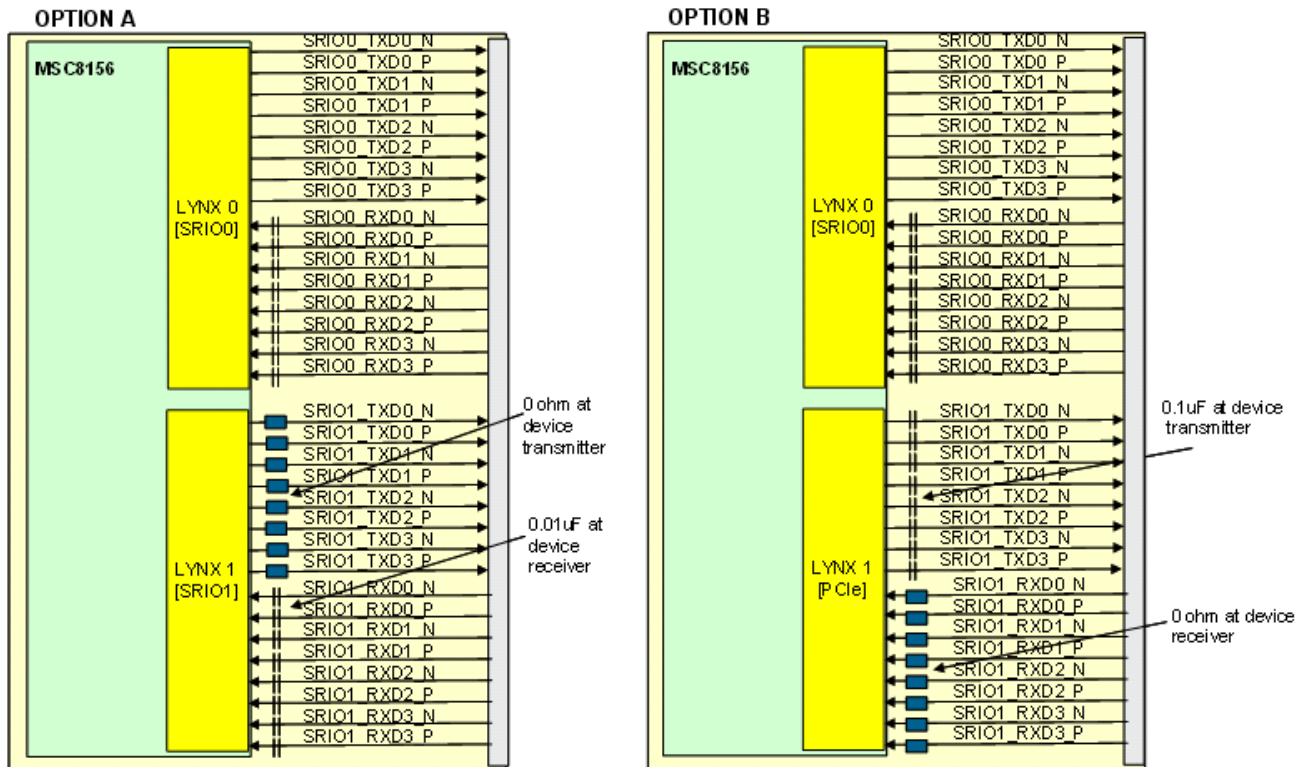 OPTION A
MSC8156
LYNX 0
[SRIO0]
SRIO0_TXD0_N
SRIO0_TXD0_P
SRIO0_TXD1_N
SRIO0_TXD1_P
SRIO0_TXD2_N
SRIO0_TXD2_P
SRIO0_TXD3_N
SRIO0_TXD3_P
SRIO0_RXD0_N
SRIO0_RXD0_P
SRIO0_RXD1_N
SRIO0_RXD1_P
SRIO0_RXD2_N
SRIO0_RXD2_P
SRIO0_RXD3_N
SRIO0_RXD3_P
LYNX 1
[SRIO1]
SRIO1_TXD0_N
SRIO1_TXD0_P
SRIO1_TXD1_N
SRIO1_TXD1_P
SRIO1_TXD2_N
SRIO1_TXD2_P
SRIO1_TXD3_N
SRIO1_TXD3_P
SRIO1_RXD0_N
SRIO1_RXD0_P
SRIO1_RXD1_N
SRIO1_RXD1_P
SRIO1_RXD2_N
SRIO1_RXD2_P
SRIO1_RXD3_N
SRIO1_RXD3_P
0 ohm at
device
transmitter
0.01uF at
device
receiver
OPTION B
MSC8156
LYNX 0
[SRIO0]
SRIO0_TXD0_N
SRIO0_TXD0_P
SRIO0_TXD1_N
SRIO0_TXD1_P
SRIO0_TXD2_N
SRIO0_TXD2_P
SRIO0_TXD3_N
SRIO0_TXD3_P
SRIO0_RXD0_N
SRIO0_RXD0_P
SRIO0_RXD1_N
SRIO0_RXD1_P
SRIO0_RXD2_N
SRIO0_RXD2_P
SRIO0_RXD3_N
SRIO0_RXD3_P
LYNX 1
[PCIe]
SRIO1_TXD0_N
SRIO1_TXD0_P
SRIO1_TXD1_N
SRIO1_TXD1_P
SRIO1_TXD2_N
SRIO1_TXD2_P
SRIO1_TXD3_N
SRIO1_TXD3_P
SRIO1_RXD0_N
SRIO1_RXD0_P
SRIO1_RXD1_N
SRIO1_RXD1_P
SRIO1_RXD2_N
SRIO1_RXD2_P
SRIO1_RXD3_N
SRIO1_RXD3_P
0.1uF at device
transmitter
0 ohm at device
receiver